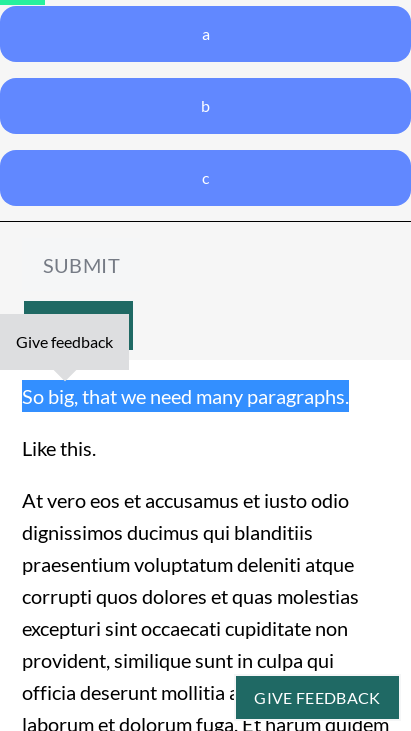 a
b
c
SUBMIT
Give feedback
So big, that we need many paragraphs.
Like this.
At vero eos et accusamus et iusto odio
dignissimos ducimus qui blanditiis
praesentium voluptatum deleniti atque
corrupti quos dolores et quas molestias
excepturi sint occaecati cupiditate non
provident, similique sunt in culpa qui
officia deserunt mollitia
GIVE FEEDBACK
laborum et dolorum fuga. Et harum quidem